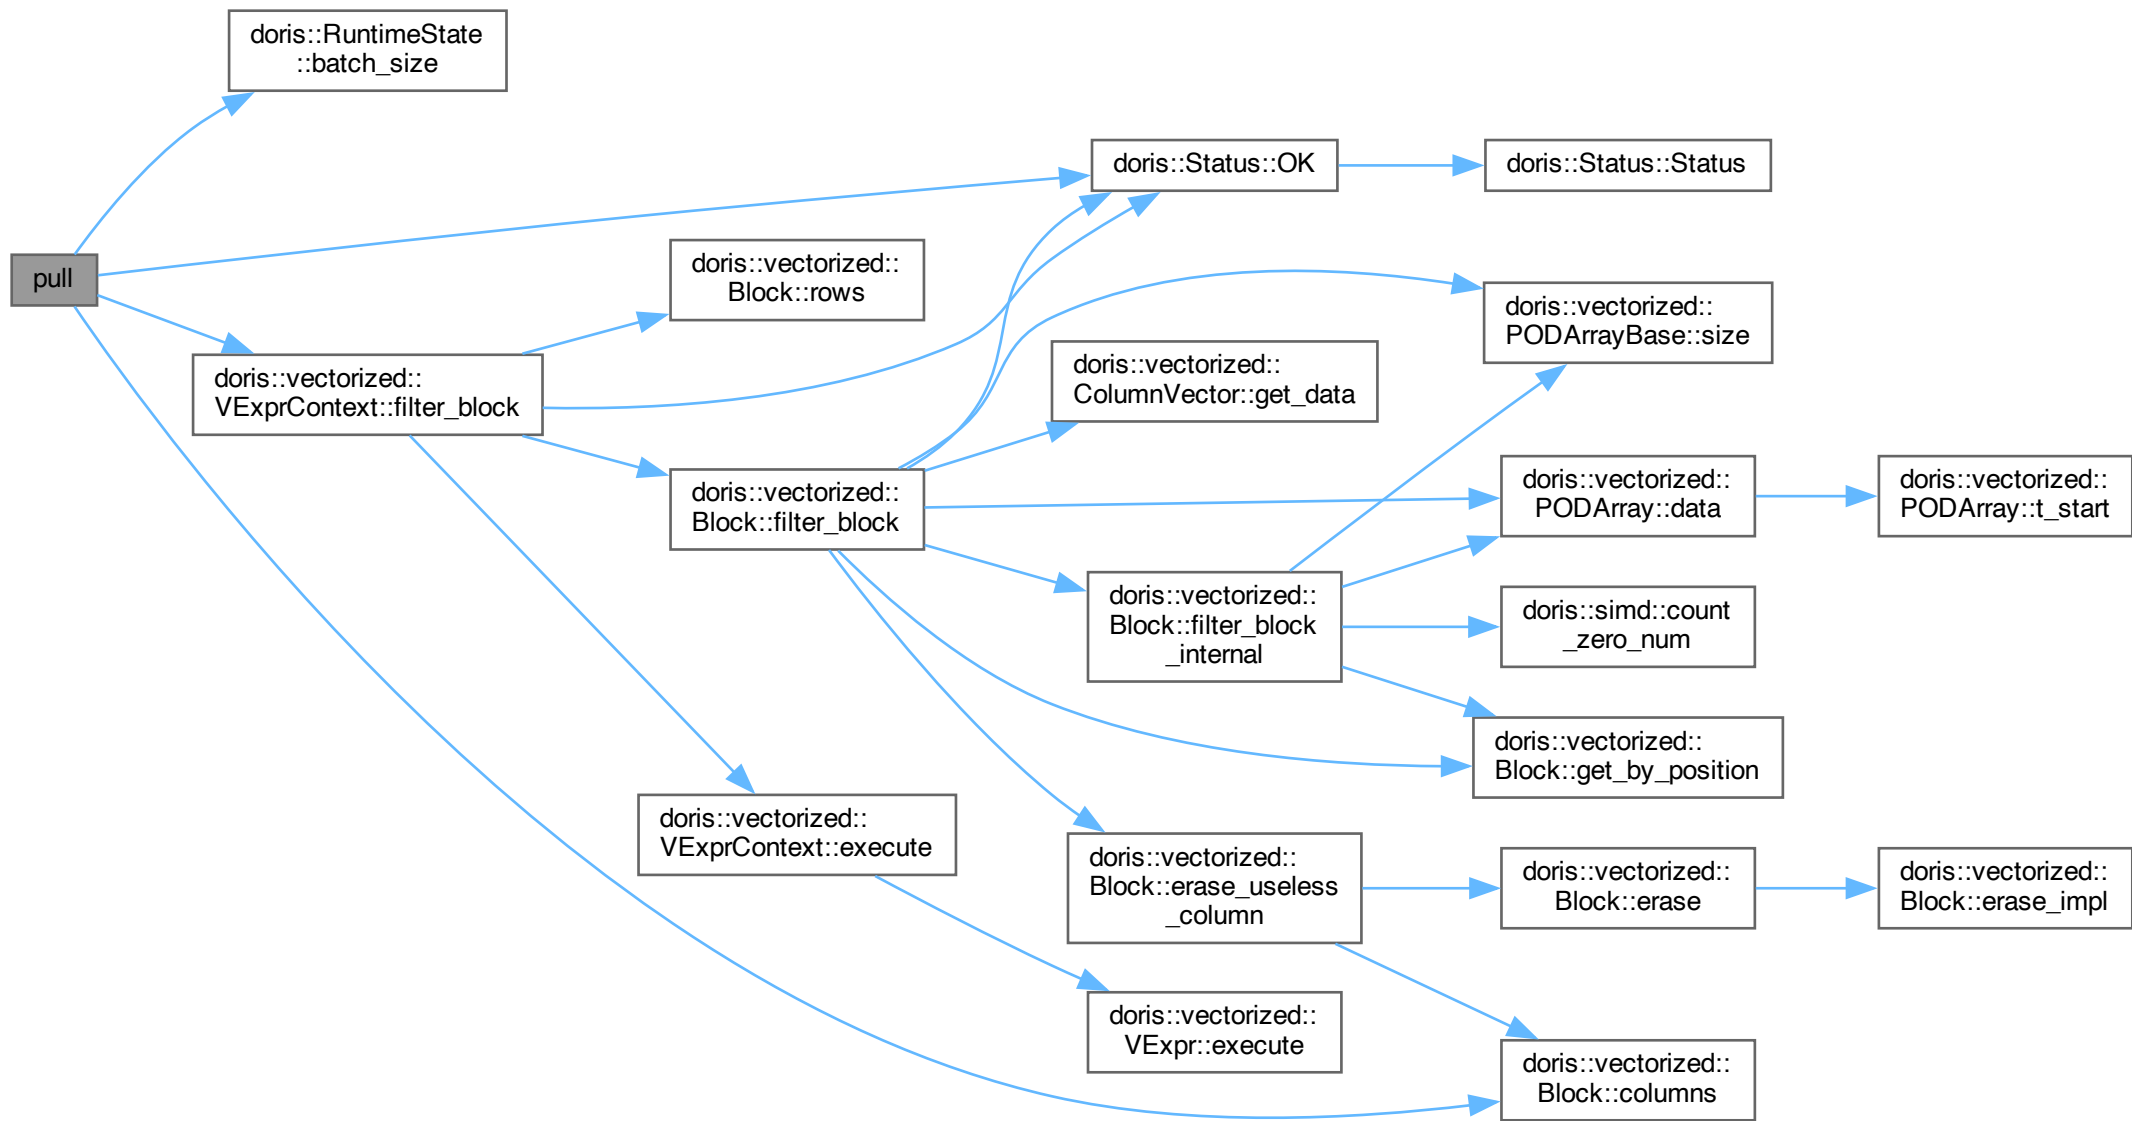 doris::RuntimeState
::batch_size
doris::Status::OK
doris::Status::Status
pull
doris::vectorized::
Block::rows
doris::vectorized::
PODArrayBase::size
doris::vectorized::
VExprContext::filter_block
doris::vectorized::
ColumnVector::get_data
doris::vectorized::
Block::filter_block
doris::vectorized::
PODArray::data
doris::vectorized::
PODArray::t_start
doris::vectorized::
Block::filter_block
_internal
doris::simd::count
_zero_num
doris::vectorized::
Block::get_by_position
doris::vectorized::
VExprContext::execute
doris::vectorized::
Block::erase_useless
_column
doris::vectorized::
Block::erase
doris::vectorized::
Block::erase_impl
doris::vectorized::
VExpr::execute
doris::vectorized::
Block::columns